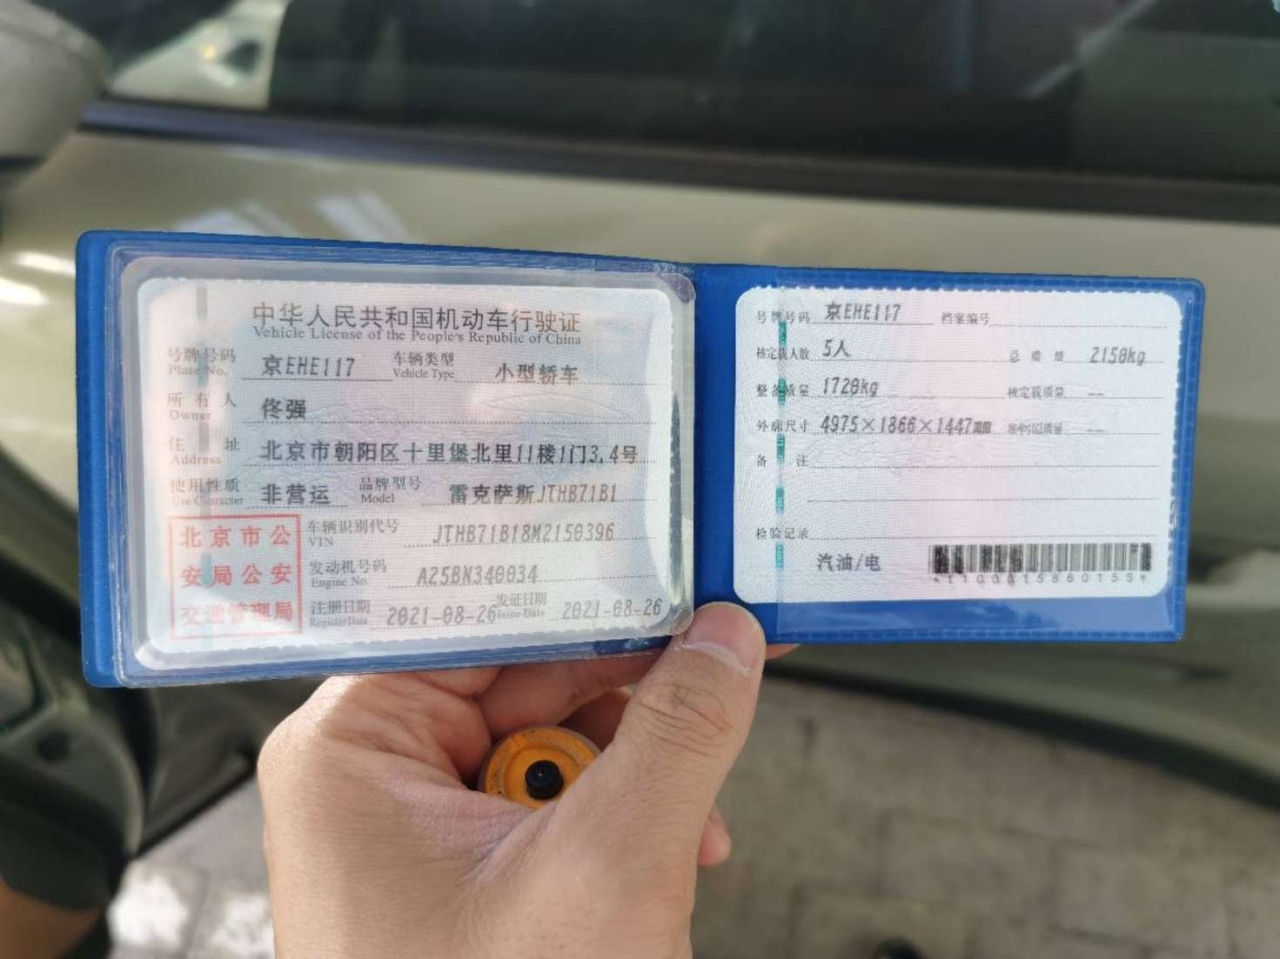 中华人民共和国机动车行驶证
Vehicle License of the People's Republic of China
号牌号码 京EHE117 车辆类型 小型轿车
Plate No. Vehicle Type
所有人 佟强
Owner
住址 北京市朝阳区十里堡北里11楼1门3,4号
Address
使用性质 非营运 品牌型号 雷克萨斯JTHB71B1
Use Character Model
北京市公
安局公安
交通管理局
车辆识别代号 JTHB71B18M2150396
VIN
发动机号码 A25BN340034
Engine No.
注册日期 2021-08-26 发证日期 2021-08-26
Register Date Issue Date
号牌号码 京EHE117 档案编号
核定载人数 5人 总质量 2150kg
整备质量 1720kg 核定载质量 --
外廓尺寸 4975×1866×1447mm 准牵引总质量 --
备注
检验记录
汽油/电
*1100015860155*